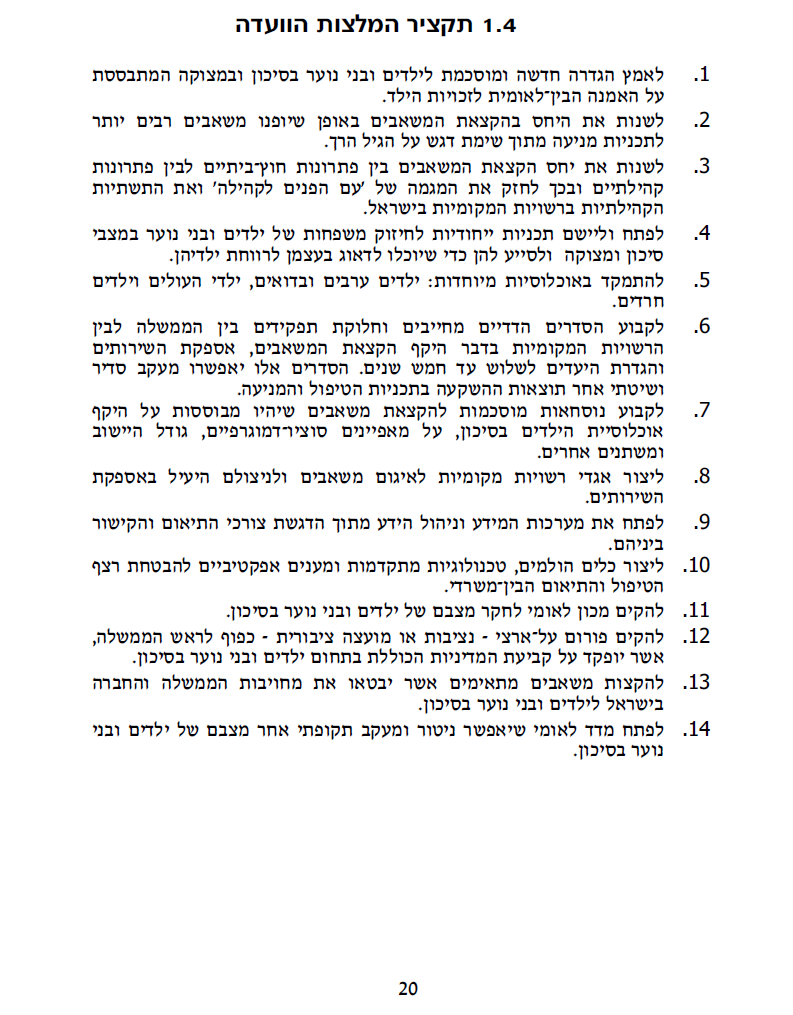 1.4 תקציר המלצות הוועדה
1. לאמץ הגדרה חדשה ומוסכמת לילדים ובני נוער בסיכון ובמצוקה המתבססת
על האמנה הבין־לאומית לזכויות הילד.
2. לשנות את היחס בהקצאת המשאבים באופן שיופנו משאבים רבים יותר
לתכניות מניעה מתוך שימת דגש על הגיל הרך.
3. לשנות את יחס הקצאת המשאבים בין פתרונות חוץ־ביתיים לבין פתרונות
קהילתיים ובכך לחזק את המגמה של 'עם הפנים לקהילה' ואת התשתיות
הקהילתיות ברשויות המקומיות בישראל.
4. לפתח וליישם תכניות ייחודיות לחיזוק משפחות של ילדים ובני נוער במצבי
סיכון ומצוקה ולסייע להן כדי שיוכלו לדאוג בעצמן לרווחת ילדיהן.
5. להתמקד באוכלוסיות מיוחדות: ילדים ערבים ובדואים, ילדי העולים וילדים
חרדים.
6. לקבוע הסדרים הדדיים מחייבים וחלוקת תפקידים בין הממשלה לבין
הרשויות המקומיות בדבר היקף הקצאת המשאבים, אספקת השירותים
והגדרת היעדים לשלוש עד חמש שנים. הסדרים אלו יאפשרו מעקב סדיר
ושיטתי אחר תוצאות ההשקעה בתכניות הטיפול והמניעה.
7. לקבוע נוסחאות מוסכמות להקצאת משאבים שיהיו מבוססות על היקף
אוכלוסיית הילדים בסיכון, על מאפיינים סוציו־דמוגרפיים, גודל היישוב
ומשתנים אחרים.
8. ליצור אגדי רשויות מקומיות לאיגום משאבים ולניצולם היעיל באספקת
השירותים.
9. לפתח את מערכות המידע וניהול הידע מתוך הדגשת צורכי התיאום והקישור
ביניהם.
10. ליצור כלים הולמים, טכנולוגיות מתקדמות ומענים אפקטיביים להבטחת רצף
הטיפול והתיאום הבין־משרדי.
11. להקים מכון לאומי לחקר מצבם של ילדים ובני נוער בסיכון.
12. להקים פורום על־ארצי - נציבות או מועצה ציבורית - כפוף לראש הממשלה,
אשר יופקד על קביעת המדיניות הכוללת בתחום ילדים ובני נוער בסיכון.
13. להקצות משאבים מתאימים אשר יבטאו את מחויבות הממשלה והחברה
בישראל לילדים ובני נוער בסיכון.
14. לפתח מדד לאומי שיאפשר ניטור ומעקב תקופתי אחר מצבם של ילדים ובני
נוער בסיכון.
20